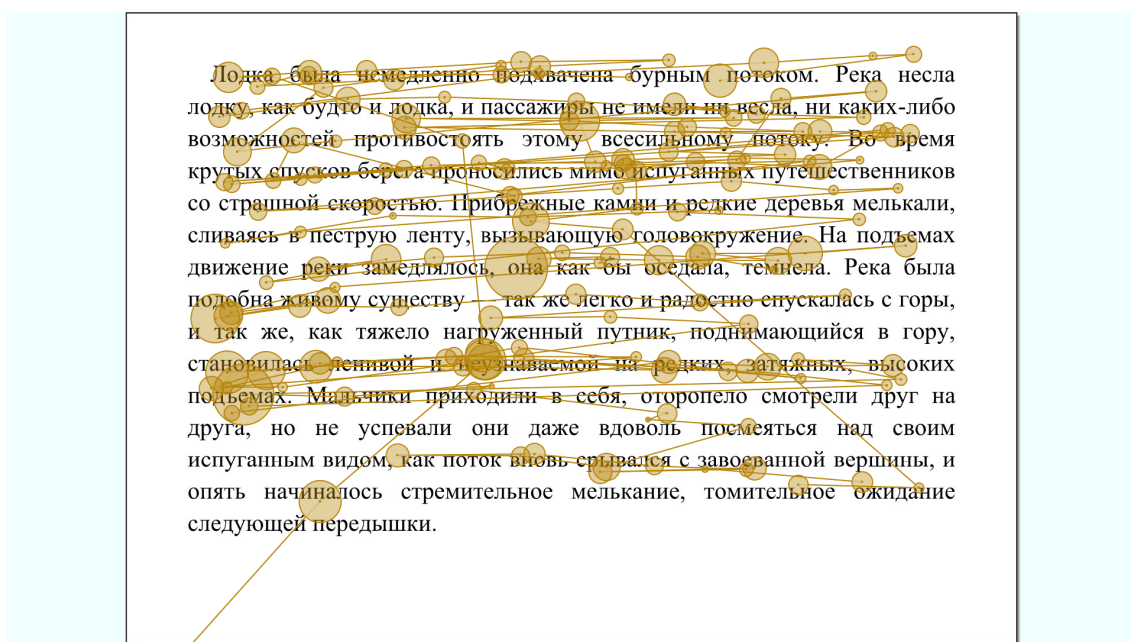 Лодка была немедленно подхвачена бурным потоком. Река несла
лодку, как будто и лодка, и пассажиры не имели ни весла, ни каких-либо
возможностей противостоять этому всесильному потоку. Во время
крутых спусков берега проносились мимо испуганных путешественников
со страшной скоростью. Прибрежные камни и редкие деревья мелькали,
сливаясь в пеструю ленту, вызывающую головокружение. На подъемах
движение реки замедлялось, она как бы оседала, темнела. Река была
подобна живому существу — так же легко и радостно спускалась с горы,
и так же, как тяжело нагруженный путник, поднимающийся в гору,
становилась ленивой и неузнаваемой на редких, затяжных, высоких
подъемах. Мальчики приходили в себя, оторопело смотрели друг на
друга, но не успевали они даже вдоволь посмеяться над своим
испуганным видом, как поток вновь срывался с завоеванной вершины, и
опять начиналось стремительное мелькание, томительное ожидание
следующей передышки.